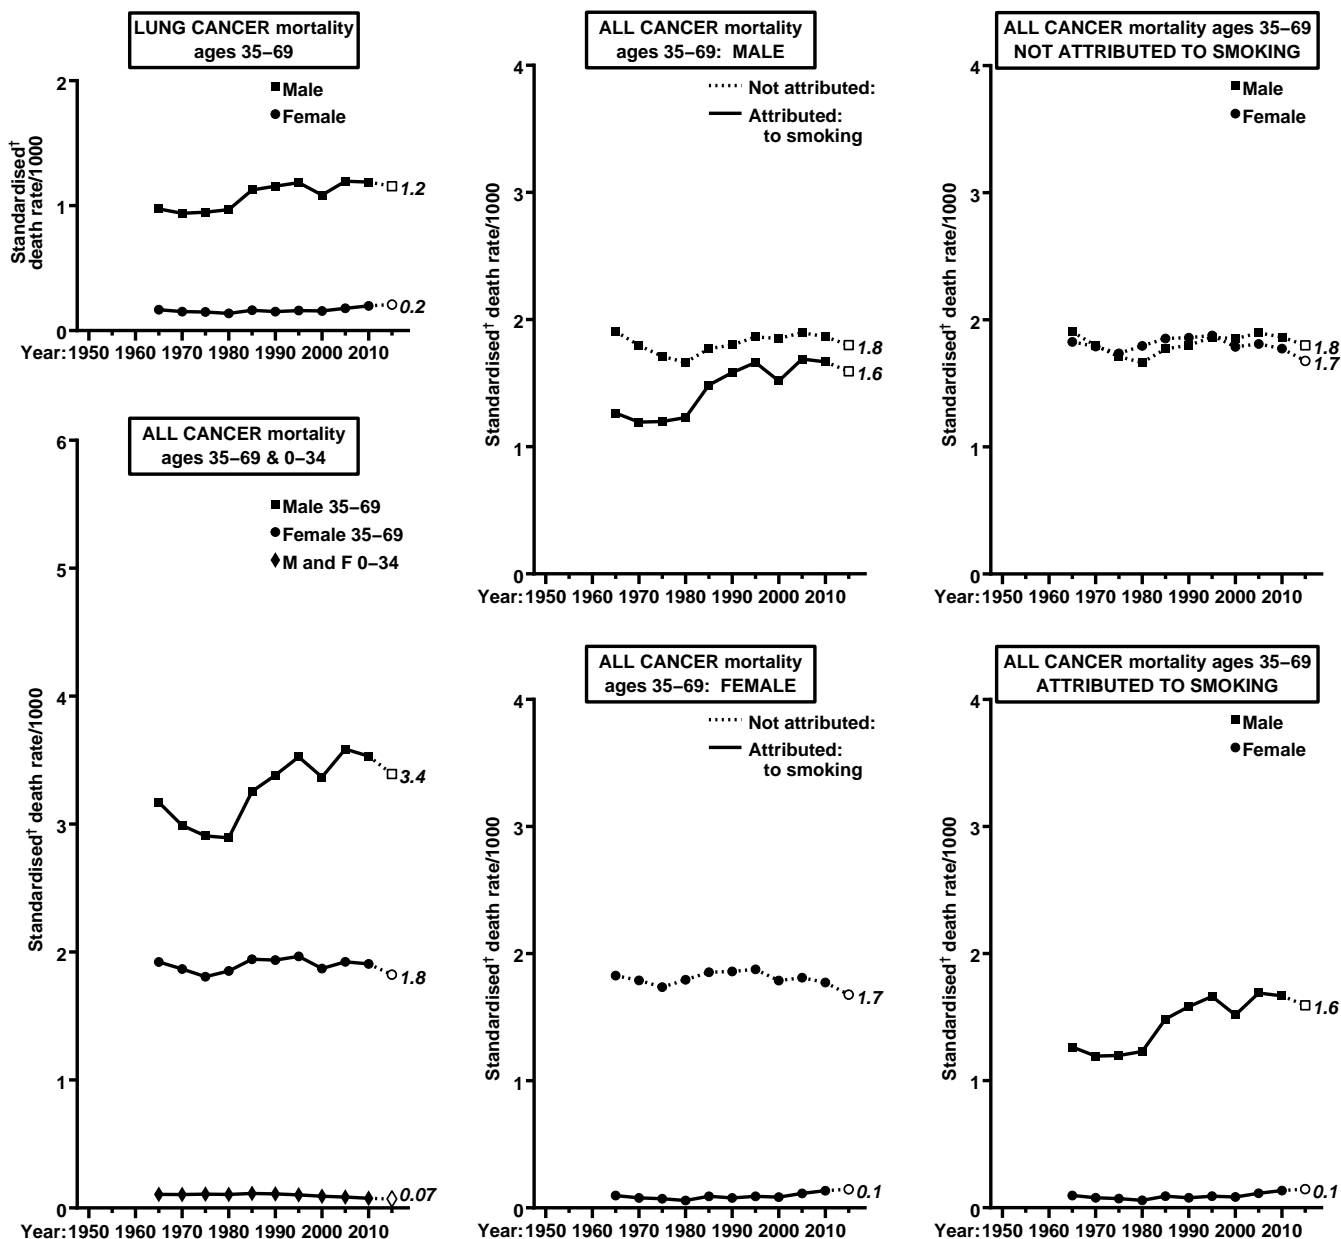 LUNG CANCER mortality
ages 35–69
Male
Female
Standardised†
death rate/1000
2
1
0
1.2
0.2
Year: 1950 1960 1970 1980 1990 2000 2010
ALL CANCER mortality
ages 35–69 & 0–34
Male 35–69
Female 35–69
M and F 0–34
Standardised† death rate/1000
6
5
4
3
2
1
0
3.4
1.8
0.07
Year: 1950 1960 1970 1980 1990 2000 2010
ALL CANCER mortality
ages 35–69: MALE
Not attributed:
Attributed:
to smoking
Standardised† death rate/1000
4
3
2
1
0
1.8
1.6
Year: 1950 1960 1970 1980 1990 2000 2010
ALL CANCER mortality
ages 35–69: FEMALE
Not attributed:
Attributed:
to smoking
Standardised† death rate/1000
4
3
2
1
0
1.7
0.1
Year: 1950 1960 1970 1980 1990 2000 2010
ALL CANCER mortality ages 35–69
NOT ATTRIBUTED TO SMOKING
Male
Female
Standardised† death rate/1000
4
3
2
1
0
1.8
1.7
Year: 1950 1960 1970 1980 1990 2000 2010
ALL CANCER mortality ages 35–69
ATTRIBUTED TO SMOKING
Male
Female
Standardised† death rate/1000
4
3
2
1
0
1.6
0.1
Year: 1950 1960 1970 1980 1990 2000 2010